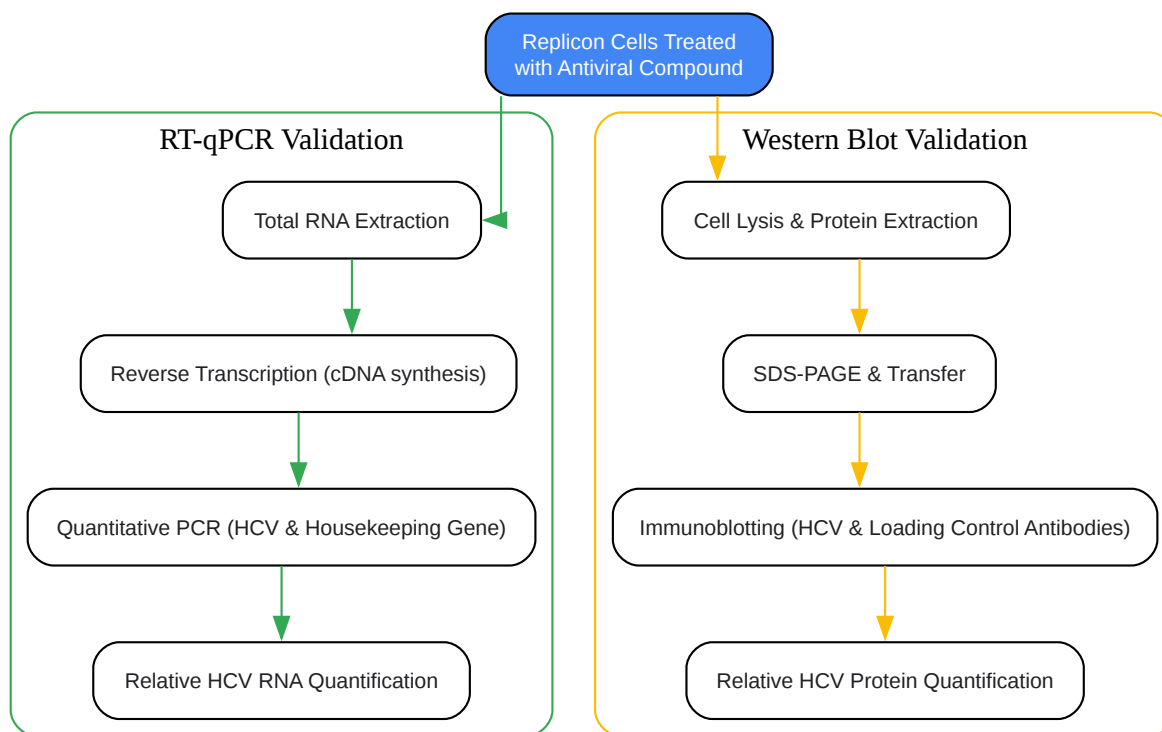 Replicon Cells Treated
with Antiviral Compound
RT-qPCR Validation
Total RNA Extraction
Reverse Transcription (cDNA synthesis)
Quantitative PCR (HCV & Housekeeping Gene)
Relative HCV RNA Quantification
Western Blot Validation
Cell Lysis & Protein Extraction
SDS-PAGE & Transfer
Immunoblotting (HCV & Loading Control Antibodies)
Relative HCV Protein Quantification